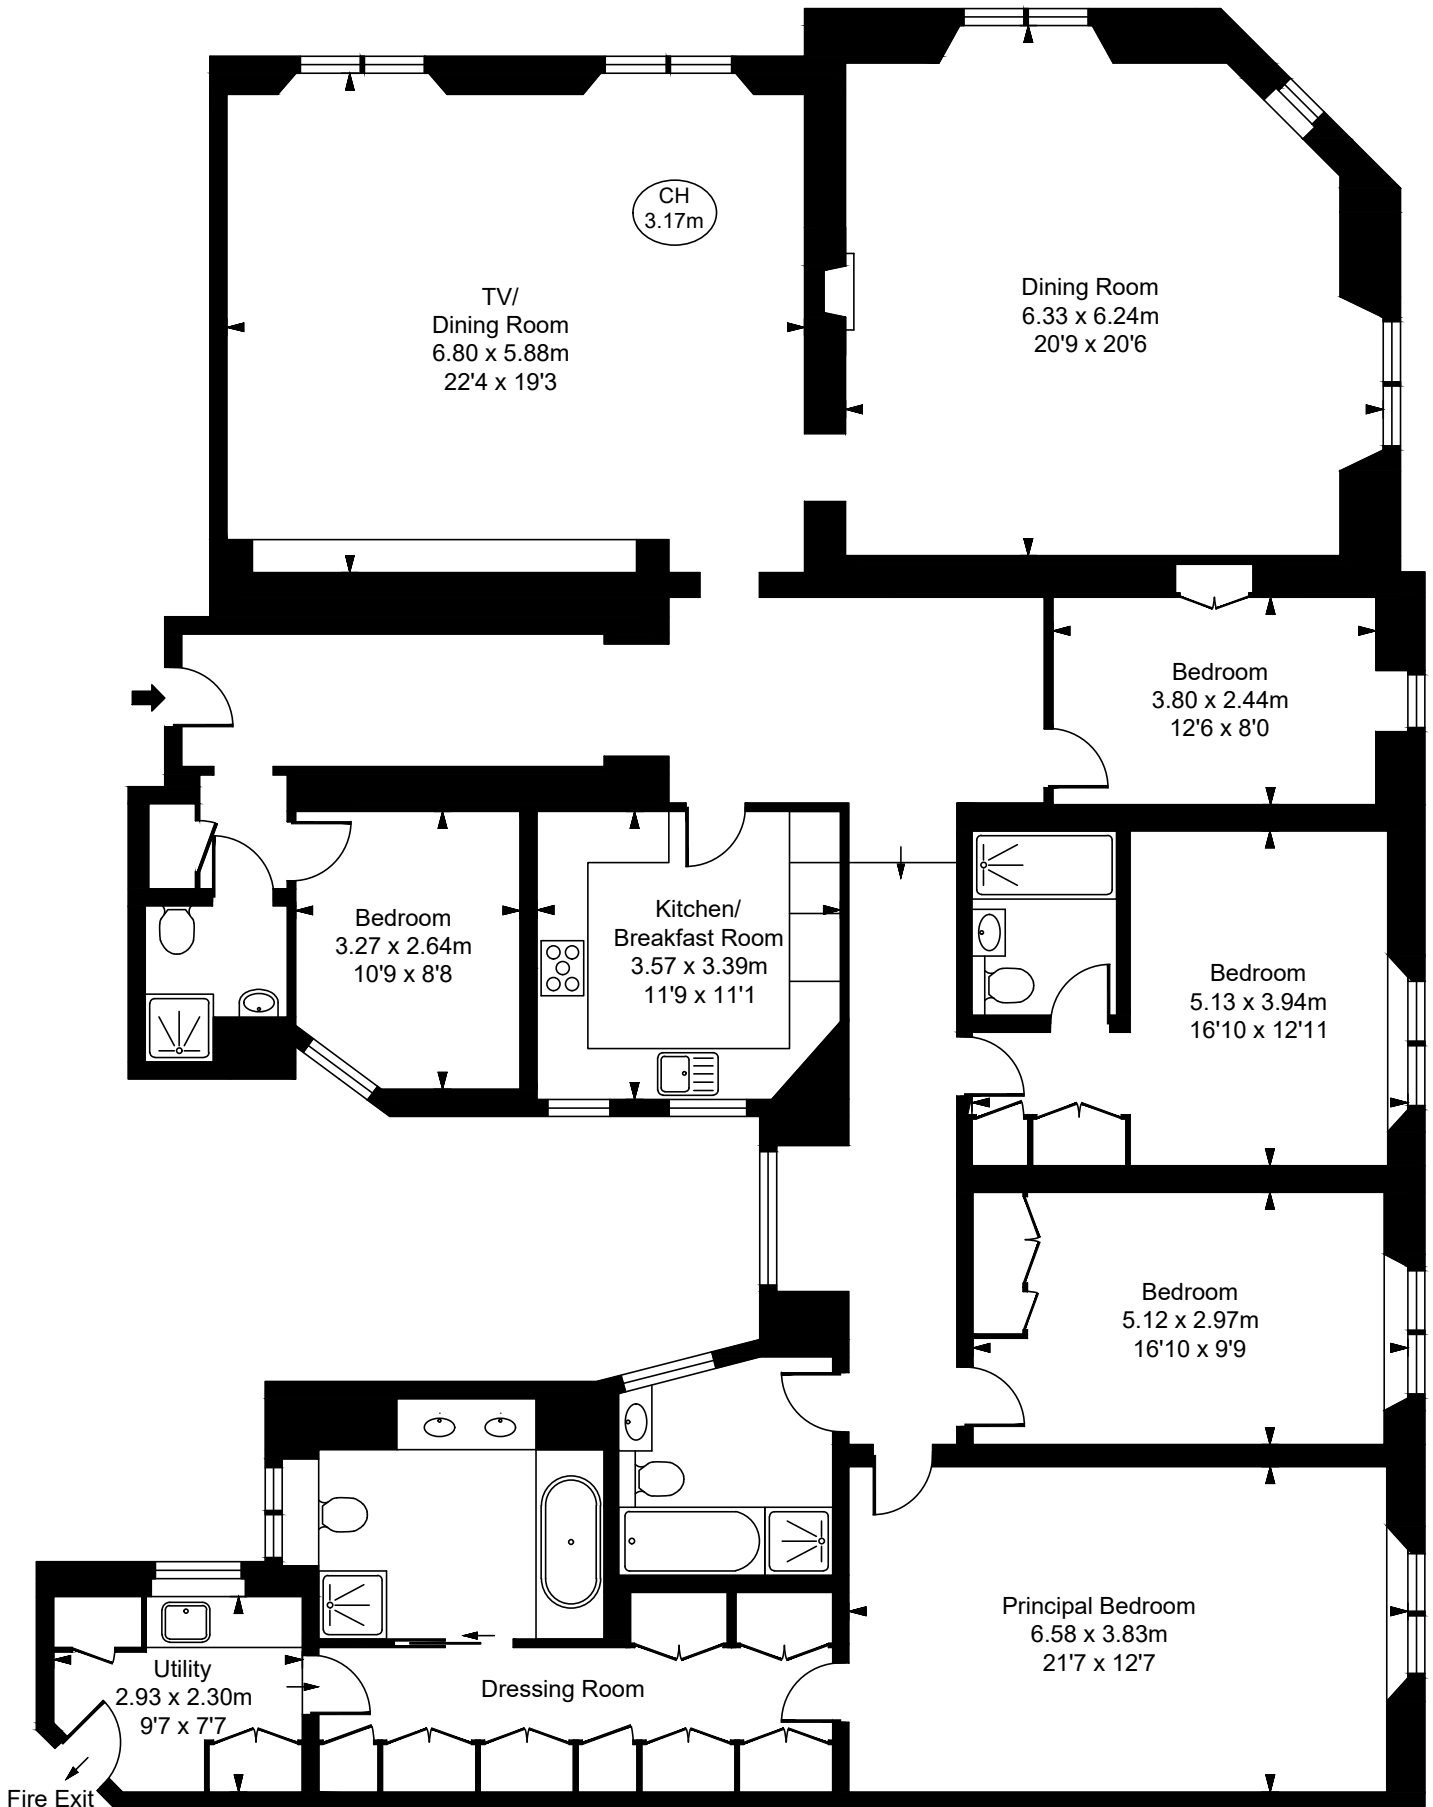 CH
3.17m
TV/
Dining Room
6.80 x 5.88m
22'4 x 19'3
Dining Room
6.33 x 6.24m
20'9 x 20'6
Bedroom
3.80 x 2.44m
12'6 x 8'0
Bedroom
3.27 x 2.64m
10'9 x 8'8
Kitchen/
Breakfast Room
3.57 x 3.39m
11'9 x 11'1
Bedroom
5.13 x 3.94m
16'10 x 12'11
Bedroom
5.12 x 2.97m
16'10 x 9'9
Principal Bedroom
6.58 x 3.83m
21'7 x 12'7
Utility
2.93 x 2.30m
9'7 x 7'7
Dressing Room
Fire Exit